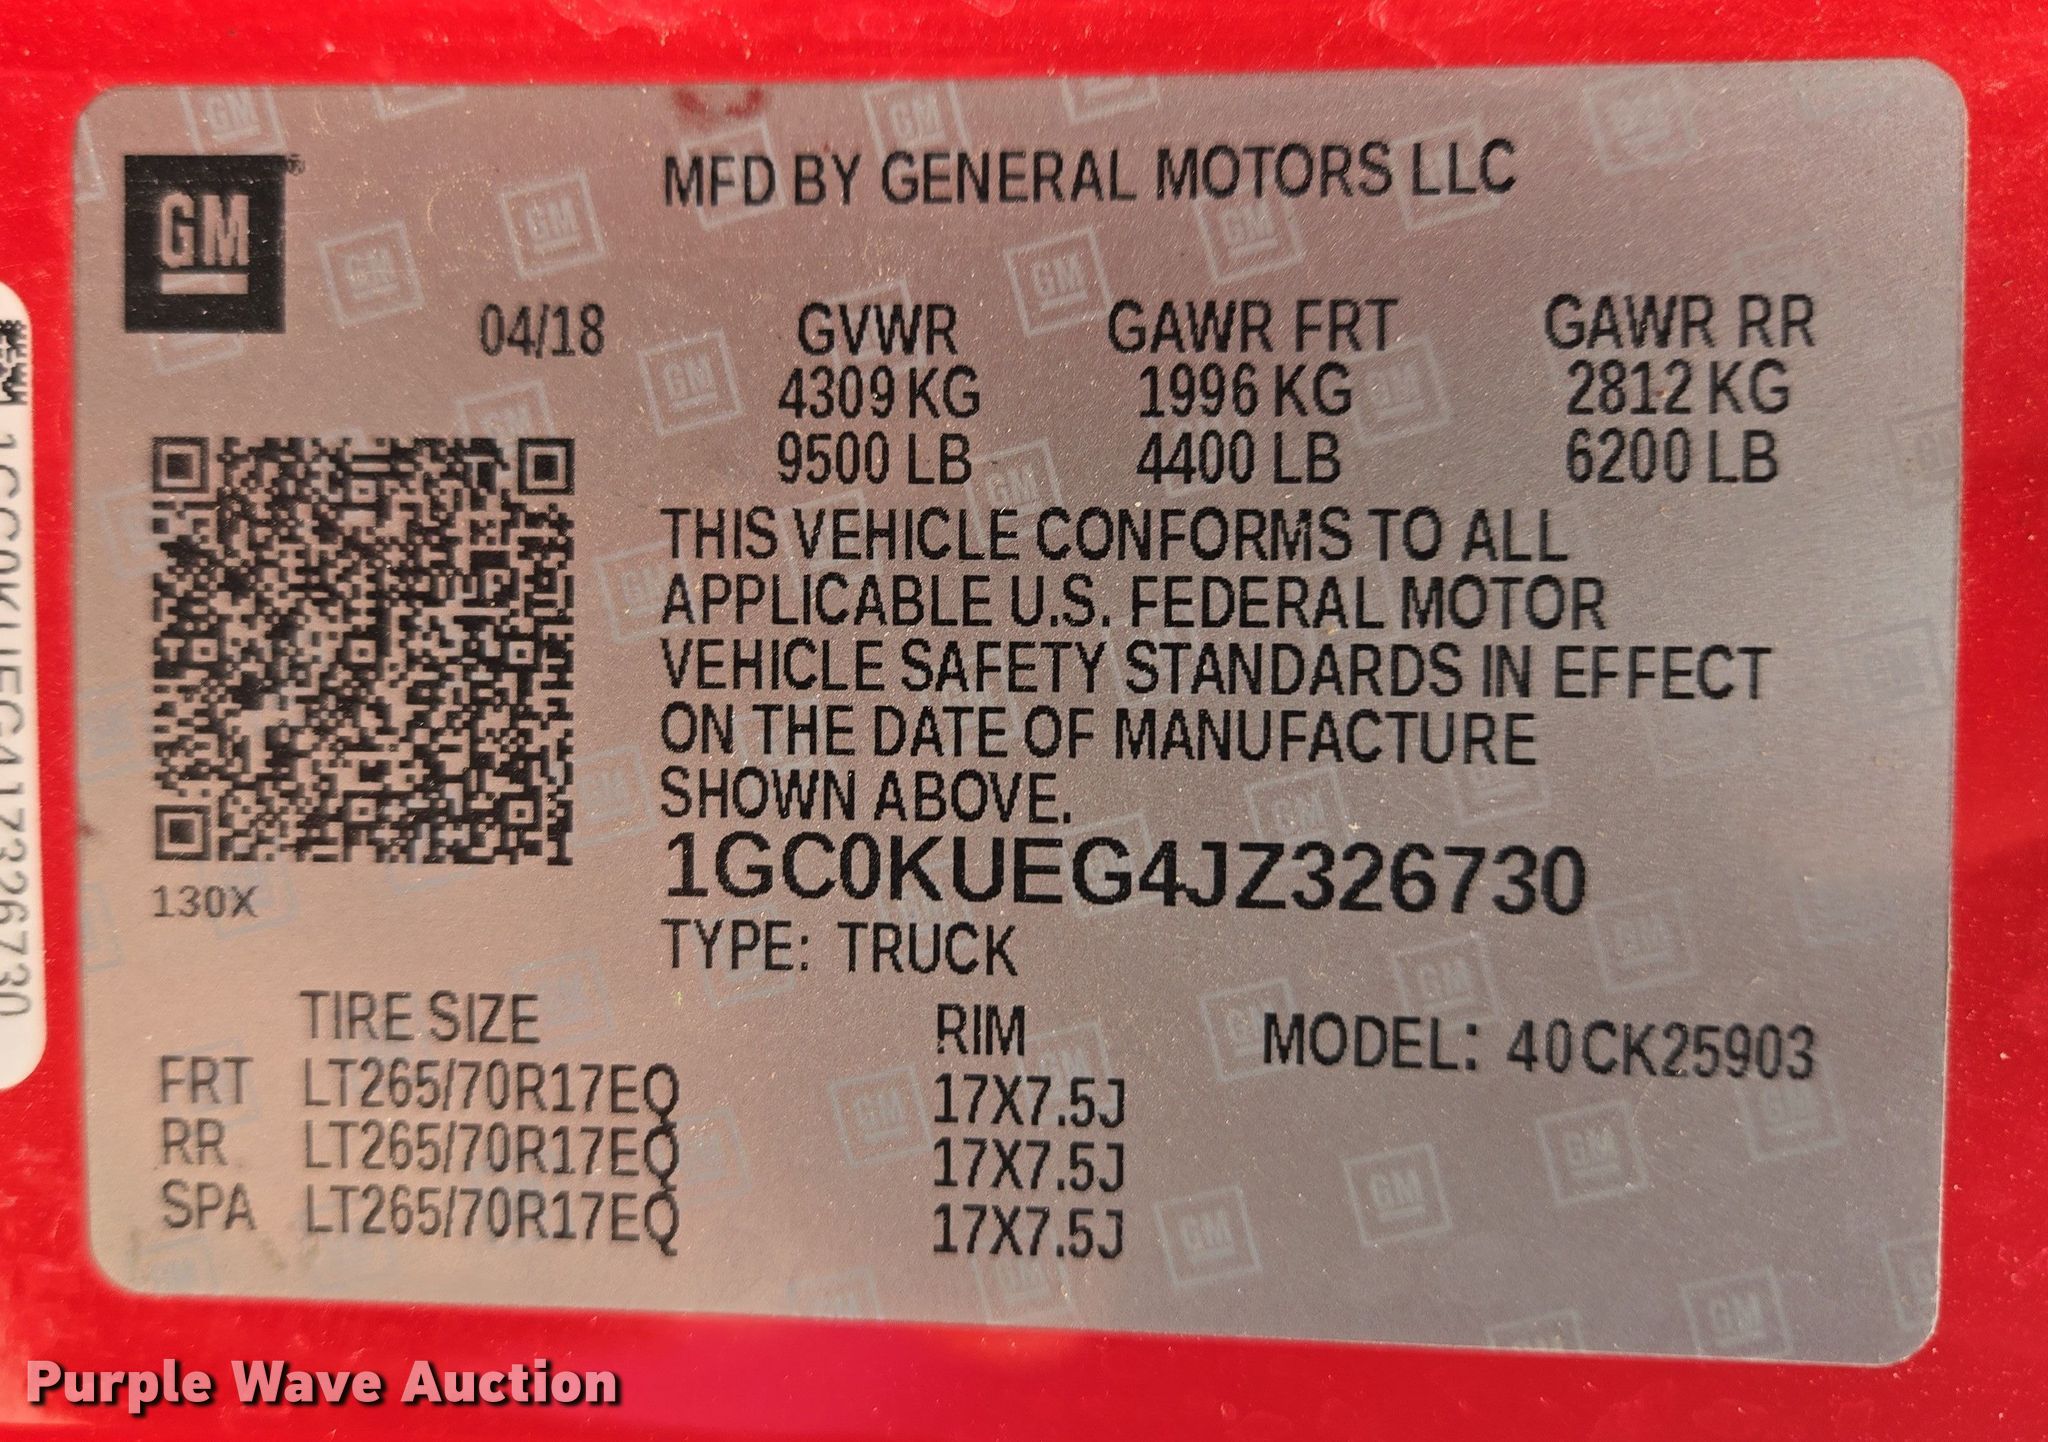 GM
®
MFD BY GENERAL MOTORS LLC
04/18 GVWR GAWR FRT GAWR RR
4309 KG 1996 KG 2812 KG
9500 LB 4400 LB 6200 LB
THIS VEHICLE CONFORMS TO ALL
APPLICABLE U.S. FEDERAL MOTOR
VEHICLE SAFETY STANDARDS IN EFFECT
ON THE DATE OF MANUFACTURE
SHOWN ABOVE.
1GC0KUEG4JZ326730
130X
TYPE: TRUCK
TIRE SIZE RIM MODEL: 40CK25903
FRT LT265/70R17EQ 17X7.5J
RR LT265/70R17EQ 17X7.5J
SPA LT265/70R17EQ 17X7.5J
1GC0KUEG4JZ326730
Purple Wave Auction